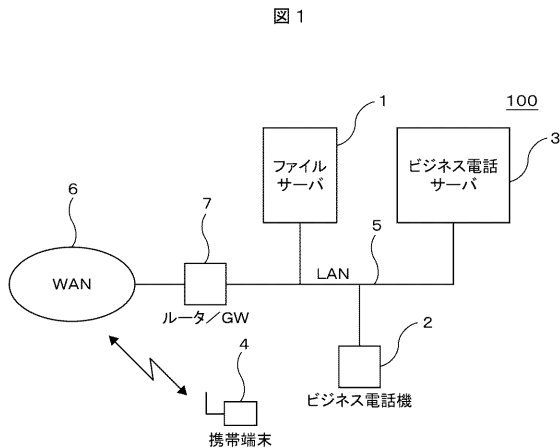 図1
100
1
ファイル
サーバ
3
ビジネス電話
サーバ
6
WAN
7
ルータ/GW
LAN
5
2
ビジネス電話機
4
携帯端末